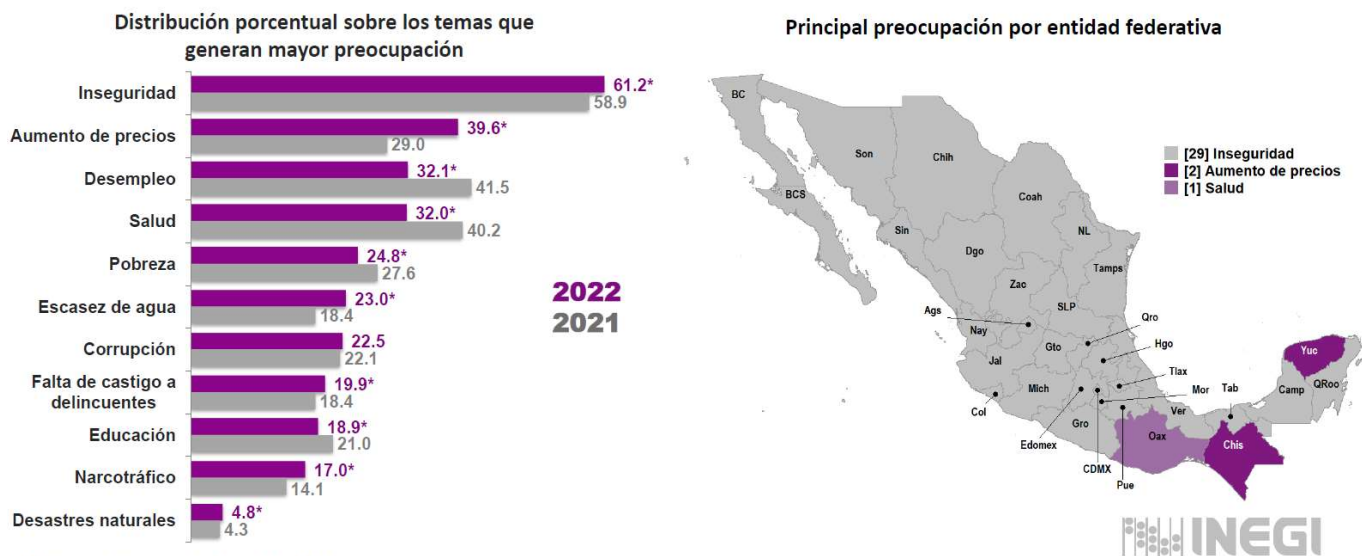 Distribución porcentual sobre los temas que
generan mayor preocupación
Inseguridad
61.2*
58.9
Aumento de precios
39.6*
29.0
Desempleo
32.1*
41.5
Salud
32.0*
40.2
Pobreza
24.8*
27.6
Escasez de agua
23.0*
18.4
Corrupción
22.5
22.1
Falta de castigo a
delincuentes
19.9*
18.4
Educación
18.9*
21.0
Narcotráfico
17.0*
14.1
Desastres naturales
4.8*
4.3
2022
2021
Principal preocupación por entidad federativa
[29] Inseguridad
[2] Aumento de precios
[1] Salud
BC
Son
Chih
BCS
Coah
Sin
NL
Dgo
Tamps
Zac
SLP
Ags
Nay
Qro
Gto
Hgo
Jal
Tlax
Mich
Mor
Tab
Col
Gro
Ver
Edomex
Oax
CDMX
Pue
Chis
Camp
QRoo
Yuc
INEGI